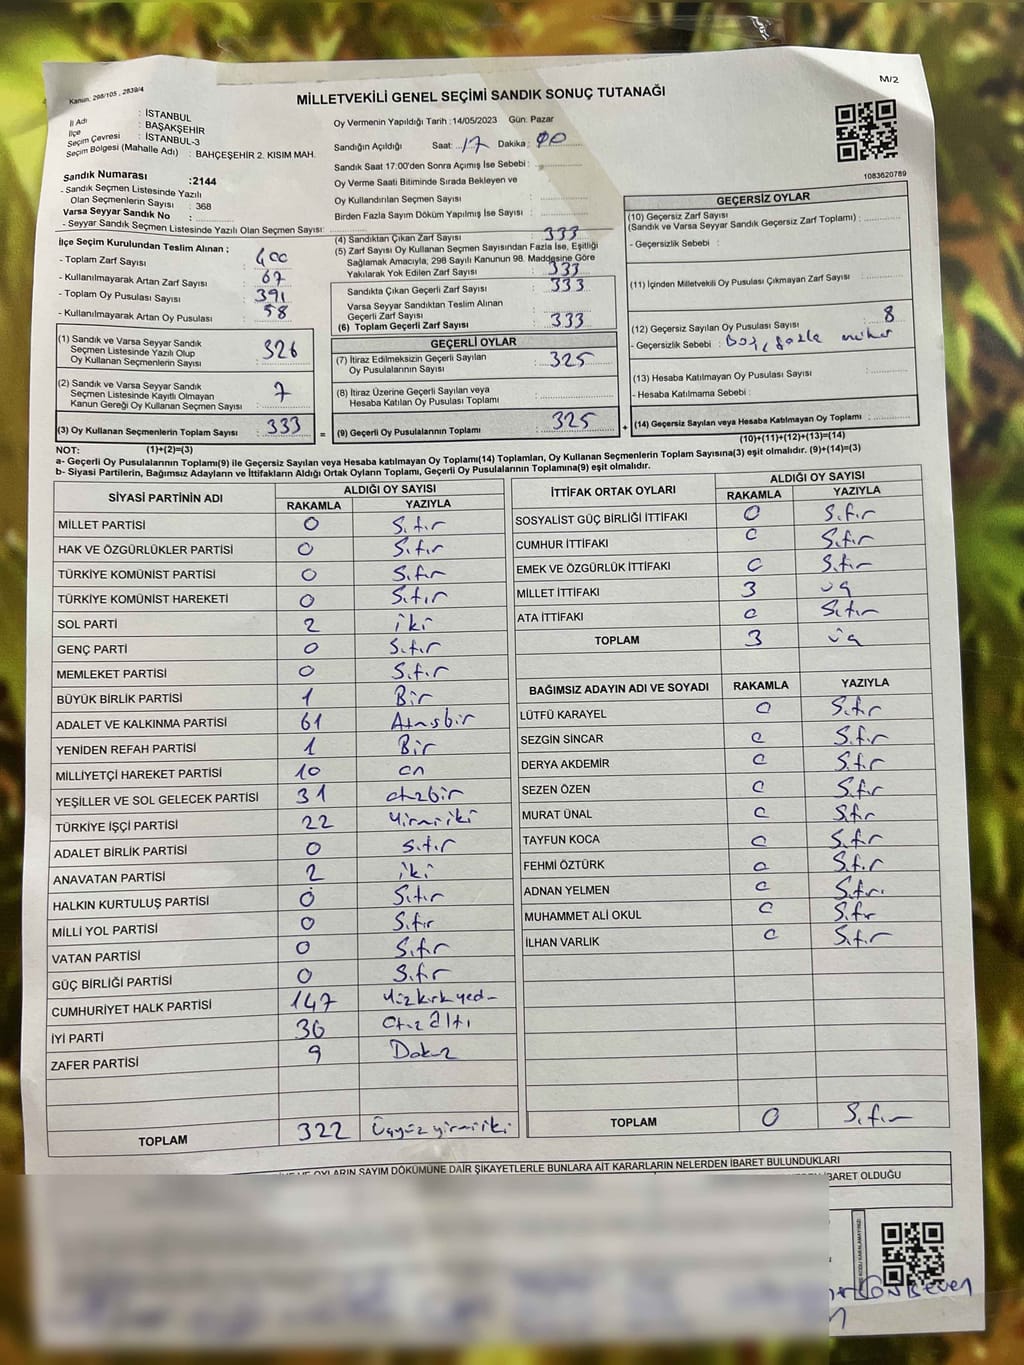 Kanun: 298/105 , 2839/4
M/2
MİLLETVEKİLİ GENEL SEÇİMİ SANDIK SONUÇ TUTANAĞI
İl Adı : İSTANBUL
İlçe : BAŞAKŞEHİR
Seçim Çevresi : İSTANBUL-3
Seçim Bölgesi (Mahalle Adı) : BAHÇEŞEHİR 2. KISIM MAH.
Oy Vermenin Yapıldığı Tarih :14/05/2023 Gün: Pazar
Sandığın Açıldığı Saat: 17 Dakika: 00
Sandık Saat 17:00'den Sonra Açımış İse Sebebi :
Oy Verme Saati Bitiminde Sırada Bekleyen ve
Oy Kullandırılan Seçmen Sayısı :
Birden Fazla Sayım Döküm Yapılmış İse Sayısı :
1083620789
Sandık Numarası :2144
- Sandık Seçmen Listesinde Yazılı
Olan Seçmenlerin Sayısı : 368
Varsa Seyyar Sandık No :
- Seyyar Sandık Seçmen Listesinde Yazılı Olan Seçmen Sayısı:
İlçe Seçim Kurulundan Teslim Alınan ;
- Toplam Zarf Sayısı : 400
- Kullanılmayarak Artan Zarf Sayısı : 67
- Toplam Oy Pusulası Sayısı : 391
- Kullanılmayarak Artan Oy Pusulası : 58
(1) Sandık ve Varsa Seyyar Sandık
Seçmen Listesinde Yazılı Olup
Oy Kullanan Seçmenlerin Sayısı : 326
(2) Sandık ve Varsa Seyyar Sandık
Seçmen Listesinde Kayıtlı Olmayan
Kanun Gereği Oy Kullanan Seçmen Sayısı : 7
(3) Oy Kullanan Seçmenlerin Toplam Sayısı : 333
(1)+(2)=(3)
(4) Sandıktan Çıkan Zarf Sayısı : 333
(5) Zarf Sayısı Oy Kullanan Seçmen Sayısından Fazla İse, Eşitliği
Sağlamak Amacıyla; 298 Sayılı Kanunun 98. Maddesine Göre
Yakılarak Yok Edilen Zarf Sayısı : 333
Sandıkta Çıkan Geçerli Zarf Sayısı : 333
Varsa Seyyar Sandıktan Teslim Alınan
Geçerli Zarf Sayısı :
(6) Toplam Geçerli Zarf Sayısı : 333
GEÇERLİ OYLAR
(7) İtiraz Edilmeksizin Geçerli Sayılan
Oy Pusulalarının Sayısı : 325
(8) İtiraz Üzerine Geçerli Sayılan veya
Hesaba Katılan Oy Pusulası Toplamı :
= (9) Geçerli Oy Pusulalarının Toplamı : 325 +
GEÇERSİZ OYLAR
(10) Geçersiz Zarf Sayısı
(Sandık ve Varsa Seyyar Sandık Geçersiz Zarf Toplamı) :
- Geçersizlik Sebebi :
(11) İçinden Milletvekili Oy Pusulası Çıkmayan Zarf Sayısı
(12) Geçersiz Sayılan Oy Pusulası Sayısı : 8
- Geçersizlik Sebebi : Boş, fazla mühür
(13) Hesaba Katılmayan Oy Pusulası Sayısı :
- Hesaba Katılmama Sebebi :
(14) Geçersiz Sayılan veya Hesaba Katılmayan Oy Toplamı :
(10)+(11)+(12)+(13)=(14)
NOT:
a- Geçerli Oy Pusulalarının Toplamı(9) ile Geçersiz Sayılan veya Hesaba Katılmayan Oy Toplamı(14) Toplamları, Oy Kullanan Seçmenlerin Toplam Sayısına(3) eşit olmalıdır. (9)+(14)=(3)
b- Siyasi Partilerin, Bağımsız Adayların ve İttifakların Aldığı Ortak Oyların Toplamı, Geçerli Oy Pusulalarının Toplamına(9) eşit olmalıdır.
SİYASİ PARTİNİN ADI ALDIĞI OY SAYISI
RAKAMLA YAZIYLA
MİLLET PARTİSİ 0 Sıfır
HAK VE ÖZGÜRLÜKLER PARTİSİ 0 Sıfır
TÜRKİYE KOMÜNİST PARTİSİ 0 Sıfır
TÜRKİYE KOMÜNİST HAREKETİ 0 Sıfır
SOL PARTİ 2 iki
GENÇ PARTİ 0 Sıfır
MEMLEKET PARTİSİ 0 Sıfır
BÜYÜK BİRLİK PARTİSİ 1 Bir
ADALET VE KALKINMA PARTİSİ 61 Atmışbir
YENİDEN REFAH PARTİSİ 1 Bir
MİLLİYETÇİ HAREKET PARTİSİ 10 on
YEŞİLLER VE SOL GELECEK PARTİSİ 31 otuzbir
TÜRKİYE İŞÇİ PARTİSİ 22 Yirmiiki
ADALET BİRLİK PARTİSİ 0 Sıfır
ANAVATAN PARTİSİ 2 iki
HALKIN KURTULUŞ PARTİSİ 0 Sıfır
MİLLİ YOL PARTİSİ 0 Sıfır
VATAN PARTİSİ 0 Sıfır
GÜÇ BİRLİĞİ PARTİSİ 0 Sıfır
CUMHURİYET HALK PARTİSİ 147 Yüzkırkyedi
İYİ PARTİ 36 Otuz Altı
ZAFER PARTİSİ 9 Dokuz
TOPLAM 322 Üçyüzyirmiiki
İTTİFAK ORTAK OYLARI ALDIĞI OY SAYISI
RAKAMLA YAZIYLA
SOSYALİST GÜÇ BİRLİĞİ İTTİFAKI 0 Sıfır
CUMHUR İTTİFAKI 0 Sıfır
EMEK VE ÖZGÜRLÜK İTTİFAKI 0 Sıfır
MİLLET İTTİFAKI 3 üç
ATA İTTİFAKI 0 Sıfır
TOPLAM 3 üç
BAĞIMSIZ ADAYIN ADI VE SOYADI RAKAMLA YAZIYLA
LÜTFÜ KARAYEL 0 Sıfır
SEZGİN SİNCAR 0 Sıfır
DERYA AKDEMİR 0 Sıfır
SEZEN ÖZEN 0 Sıfır
MURAT ÜNAL 0 Sıfır
TAYFUN KOCA 0 Sıfır
FEHMİ ÖZTÜRK 0 Sıfır
ADNAN YELMEN 0 Sıfır
MUHAMMET ALİ OKUL 0 Sıfır
İLHAN VARLIK 0 Sıfır
TOPLAM 0 Sıfır
VE OYLARIN SAYIM DÖKÜMÜNE DAİR ŞİKAYETLERLE BUNLARA AİT KARARLARIN NELERDEN İBARET BULUNDUKLARI
İBARET OLDUĞU